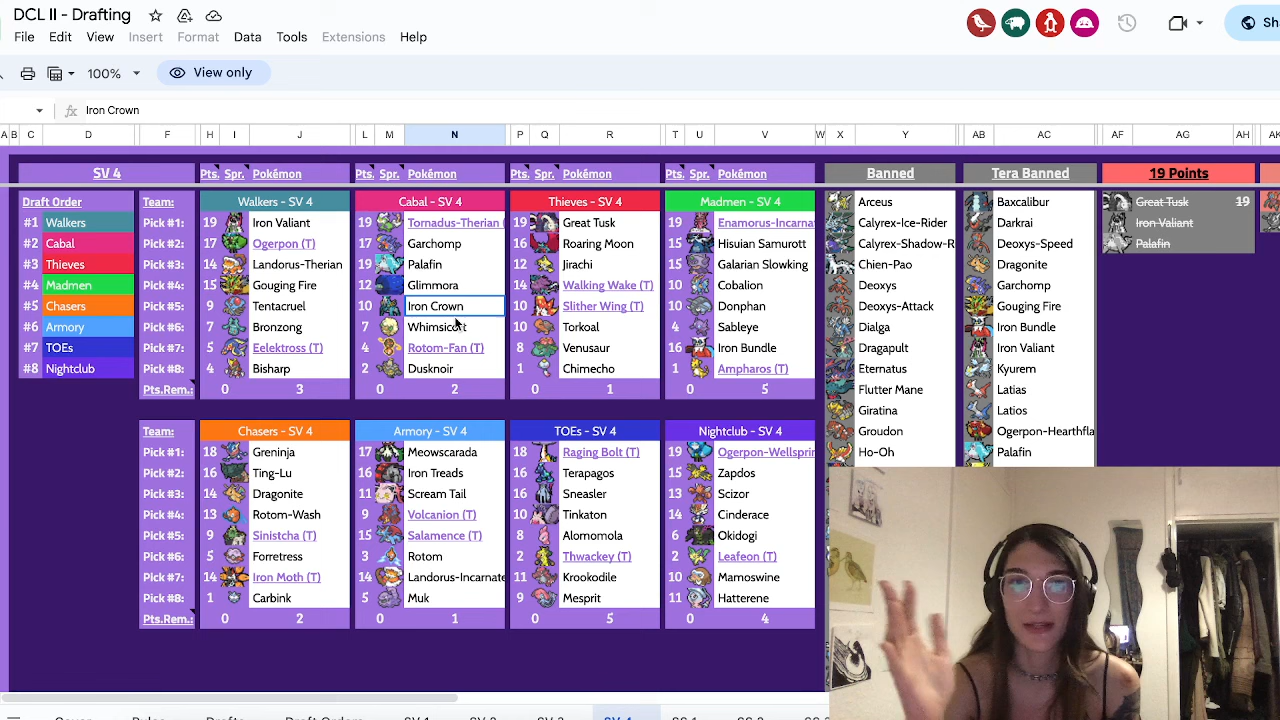 DCL II - Drafting
File Edit View Insert Format Data Tools Extensions Help
100% View only Sha
Iron Crown
A B C D F H I J L M N P Q R T U V W X Y AB AC AF AG AH AK
SV 4 Pts. Spr. Pokémon Pts. Spr. Pokémon Pts. Spr. Pokémon Pts. Spr. Pokémon Banned Tera Banned 19 Points
Draft Order Team: Walkers - SV 4 Cabal - SV 4 Thieves - SV 4 Madmen - SV 4 Arceus Baxcalibur Great Tusk 19
#1 Walkers Pick #1: 19 Iron Valiant 19 Tornadus-Therian ( 19 Great Tusk 19 Enamorus-Incarna Calyrex-Ice-Rider Darkrai Iron Valiant
#2 Cabal Pick #2: 17 Ogerpon (T) 17 Garchomp 16 Roaring Moon 15 Hisuian Samurott Calyrex-Shadow-R Deoxys-Speed Palafin
#3 Thieves Pick #3: 14 Landorus-Therian 19 Palafin 12 Jirachi 15 Galarian Slowking Chien-Pao Dragonite
#4 Madmen Pick #4: 15 Gouging Fire 12 Glimmora 14 Walking Wake (T) 10 Cobalion Deoxys Garchomp
#5 Chasers Pick #5: 9 Tentacruel 10 Iron Crown 10 Slither Wing (T) 10 Donphan Deoxys-Attack Gouging Fire
#6 Armory Pick #6: 7 Bronzong 7 Whimsicott 10 Torkoal 4 Sableye Dialga Iron Bundle
#7 TOEs Pick #7: 5 Eelektross (T) 4 Rotom-Fan (T) 8 Venusaur 16 Iron Bundle Dragapult Iron Valiant
#8 Nightclub Pick #8: 4 Bisharp 2 Dusknoir 1 Chimecho 1 Ampharos (T) Eternatus Kyurem
Pts.Rem.: 0 3 0 2 0 1 0 5 Flutter Mane Latias
Giratina Latios
Team: Chasers - SV 4 Armory - SV 4 TOEs - SV 4 Nightclub - SV 4 Groudon Ogerpon-Hearthfla
Pick #1: 18 Greninja 17 Meowscarada 18 Raging Bolt (T) 19 Ogerpon-Wellsprin Ho-Oh Palafin
Pick #2: 16 Ting-Lu 16 Iron Treads 16 Terapagos 15 Zapdos
Pick #3: 14 Dragonite 11 Scream Tail 16 Sneasler 13 Scizor
Pick #4: 13 Rotom-Wash 9 Volcanion (T) 10 Tinkaton 14 Cinderace
Pick #5: 9 Sinistcha (T) 15 Salamence (T) 8 Alomomola 6 Okidogi
Pick #6: 5 Forretress 3 Rotom 2 Thwackey (T) 2 Leafeon (T)
Pick #7: 14 Iron Moth (T) 14 Landorus-Incarnate 11 Krookodile 10 Mamoswine
Pick #8: 1 Carbink 5 Muk 9 Mesprit 11 Hatterene
Pts.Rem.: 0 2 0 1 0 5 0 4